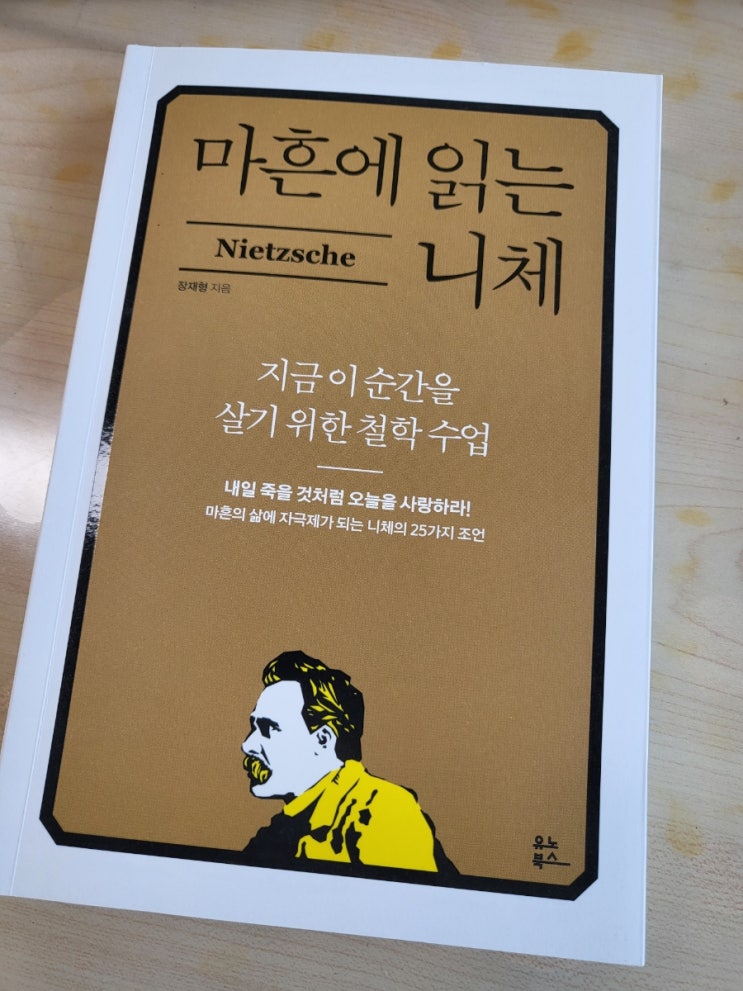 마흔에 읽는
니체
Nietzsche
장재형 지음
지금 이 순간을
살기 위한 철학 수업
내일 죽을 것처럼 오늘을 사랑하라!
마흔의 삶에 자극제가 되는 니체의 25가지 조언
유노
북스